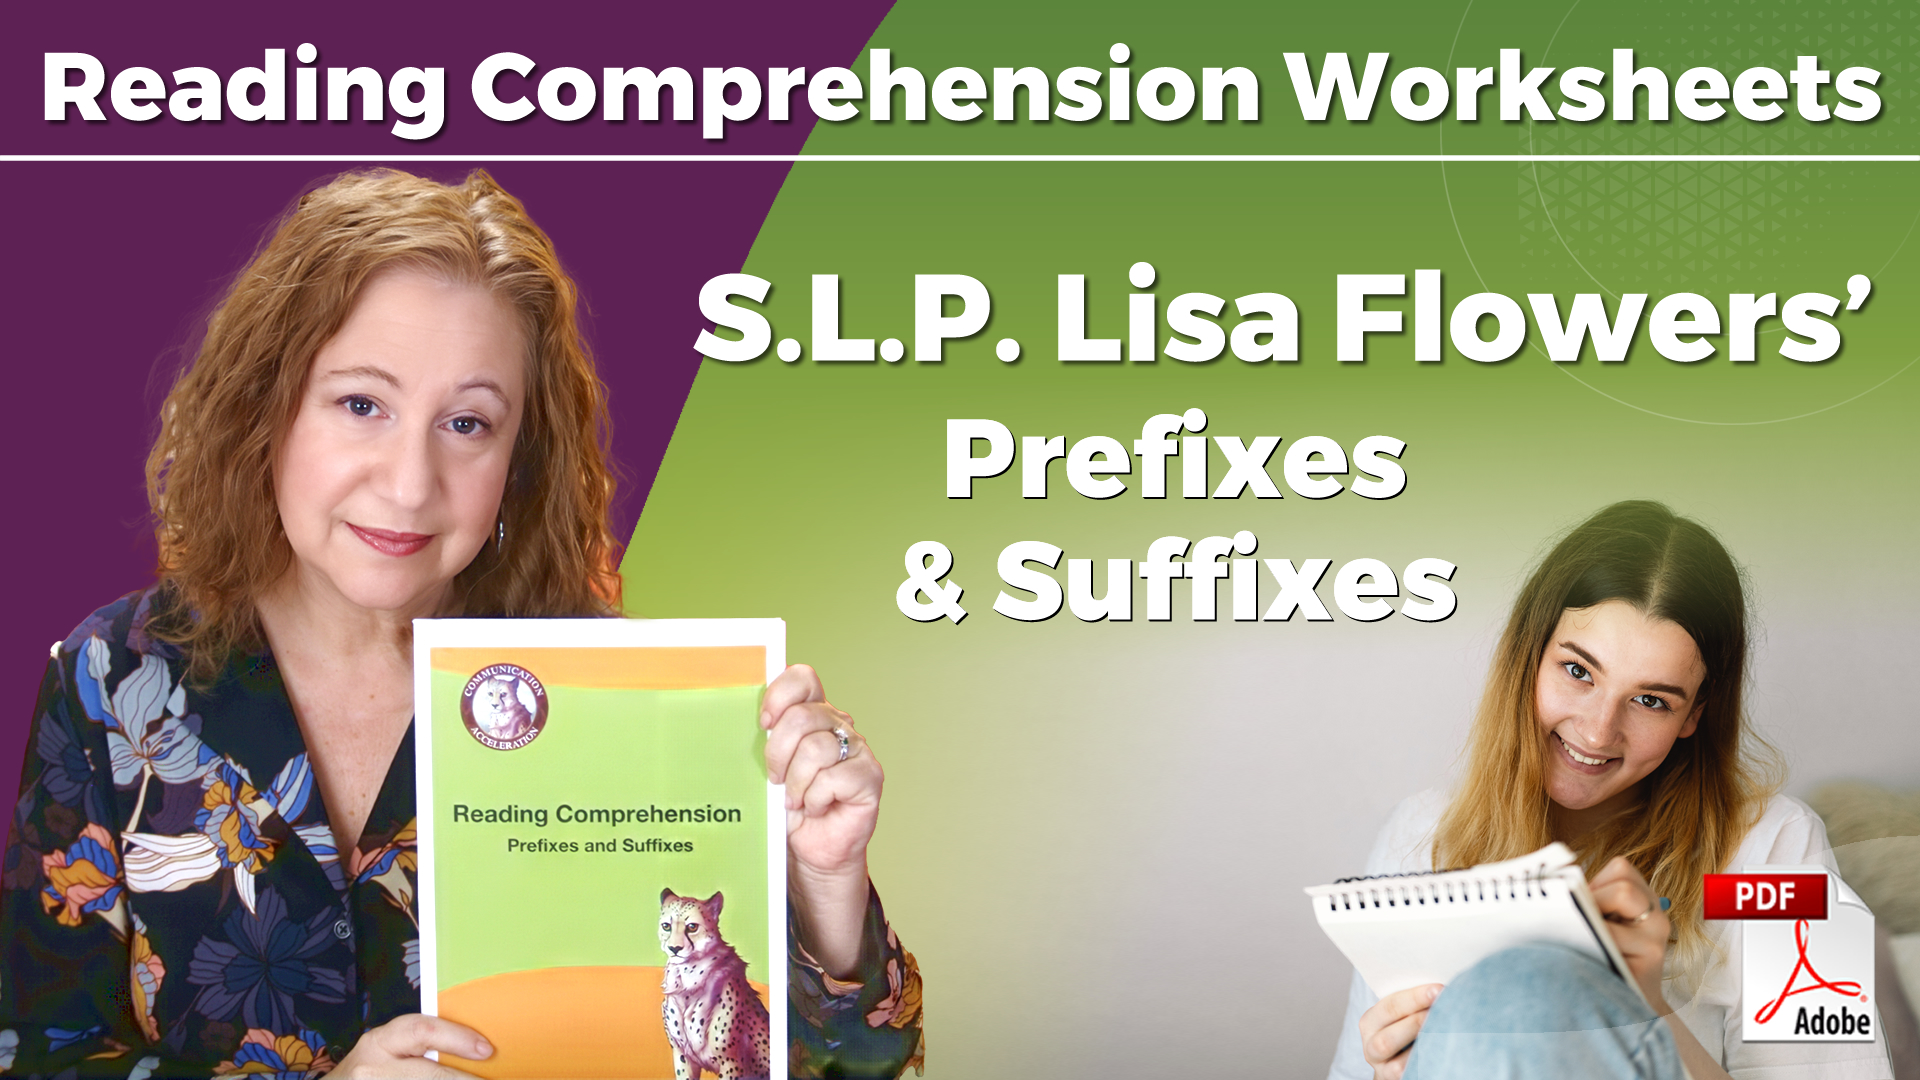 Reading Comprehension Worksheets
S.L.P. Lisa Flowers’
Prefixes
& Suffixes
COMMUNICATION
ACCELERATION
Reading Comprehension
Prefixes and Suffixes
PDF
Adobe